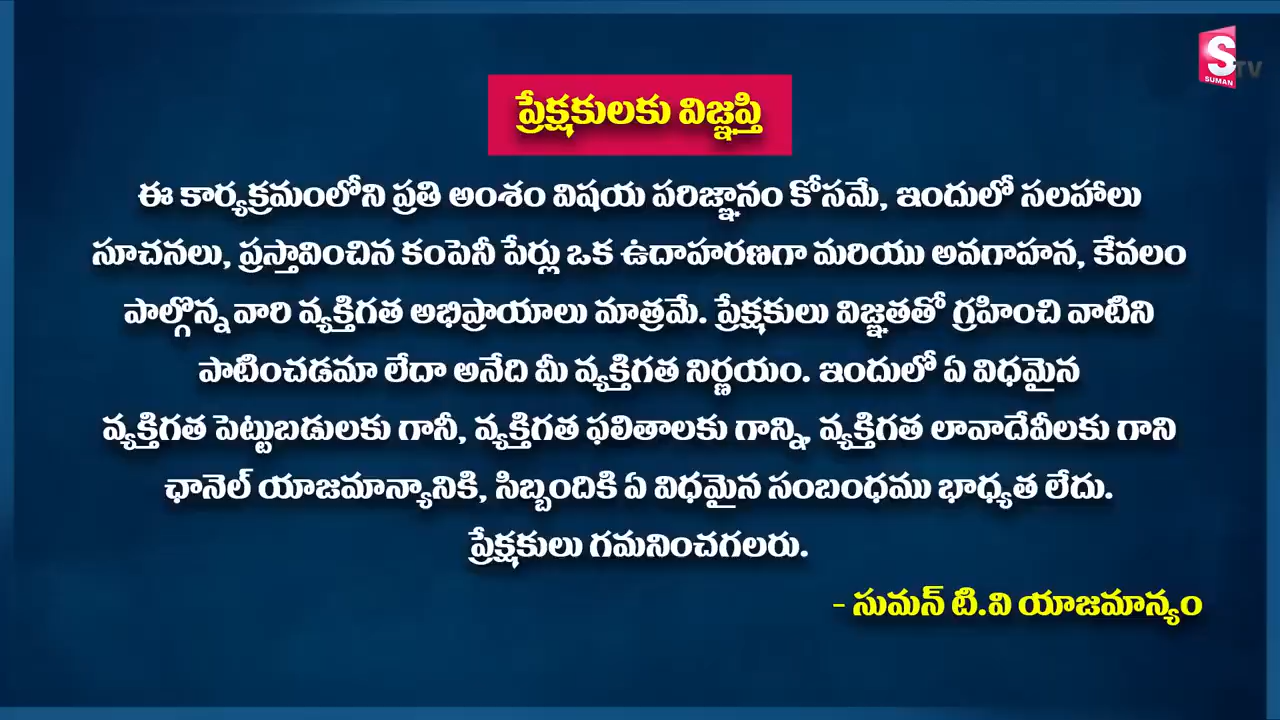 S
TV
SUMAN
ప్రేక్షకులకు విజ్ఞప్తి
ఈ కార్యక్రమంలోని ప్రతి అంశం విషయ పరిజ్ఞానం కోసమే, ఇందులో సలహాలు
సూచనలు, ప్రస్తావించిన కంపెనీ పేర్లు ఒక ఉదాహరణగా మరియు అవగాహన, కేవలం
పాల్గొన్న వారి వ్యక్తిగత అభిప్రాయాలు మాత్రమే. ప్రేక్షకులు విజ్ఞతతో గ్రహించి వాటిని
పాటించడమా లేదా అనేది మీ వ్యక్తిగత నిర్ణయం. ఇందులో ఏ విధమైన
వ్యక్తిగత పెట్టుబడులకు గానీ, వ్యక్తిగత ఫలితాలకు గాన్ని, వ్యక్తిగత లావాదేవీలకు గాని
ఛానెల్ యాజమాన్యానికి, సిబ్బందికి ఏ విధమైన సంబంధము భాధ్యత లేదు.
ప్రేక్షకులు గమనించగలరు.
- సుమన్ టి.వి యాజమాన్యం